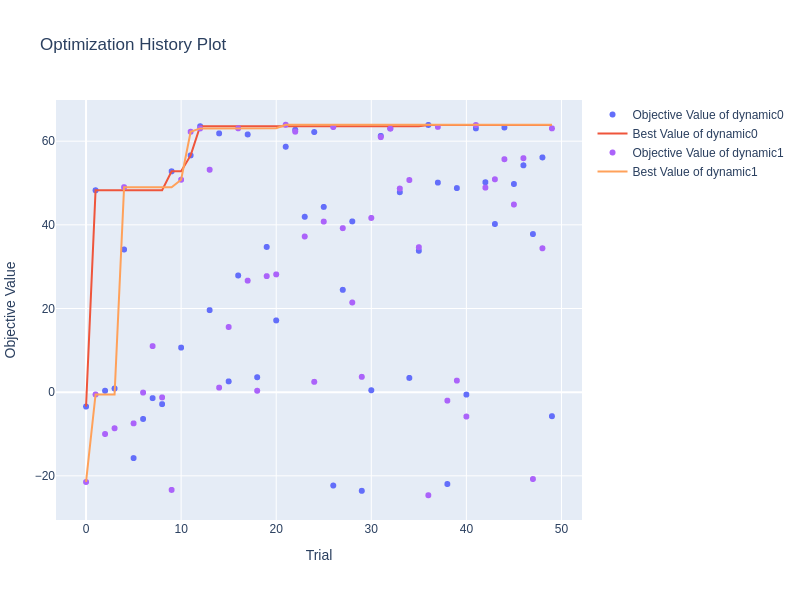 Optimization History Plot
Objective Value of dynamic0
Best Value of dynamic0
Objective Value of dynamic1
Best Value of dynamic1
60
40
20
0
−20
Objective Value
0
10
20
30
40
50
Trial